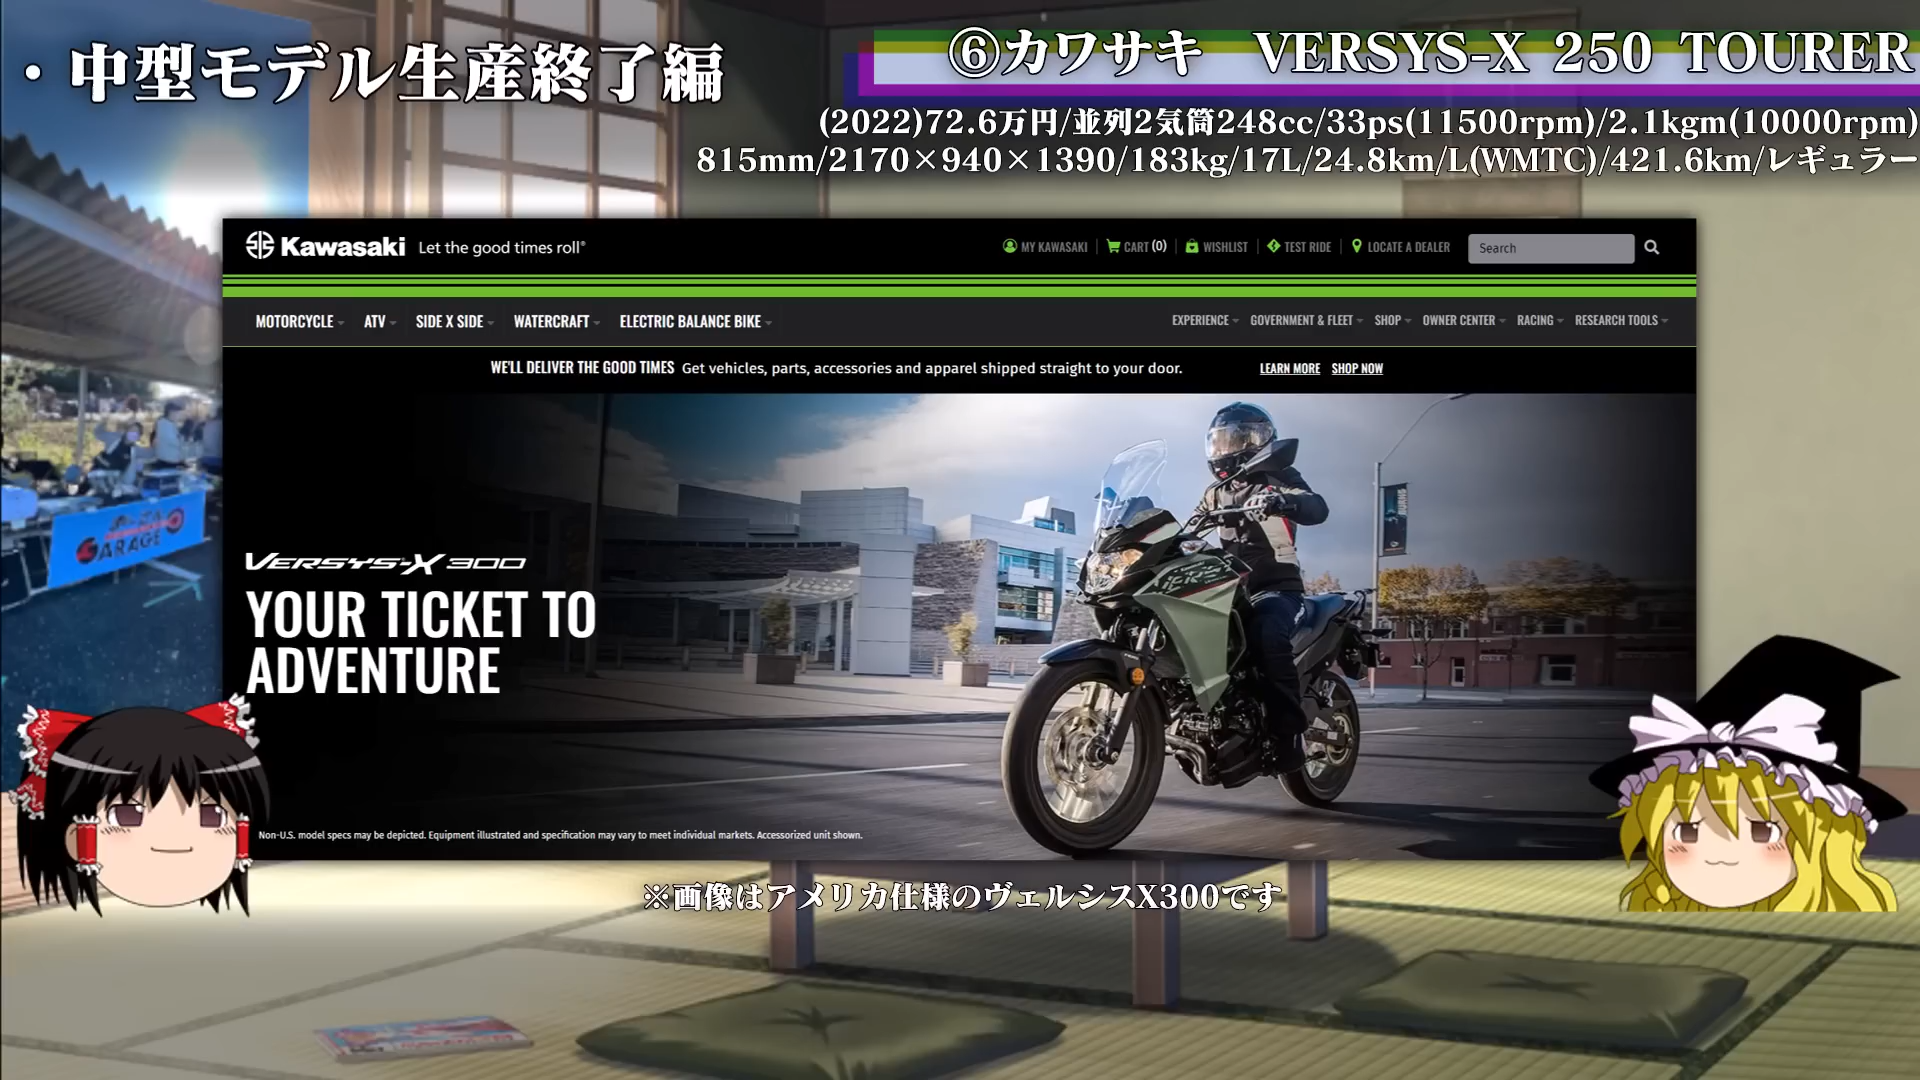 ・中型モデル生産終了編
⑥カワサキ　VERSYS-X 250 TOURER
(2022)72.6万円/並列2気筒248cc/33ps(11500rpm)/2.1kgm(10000rpm)
815mm/2170×940×1390/183kg/17L/24.8km/L(WMTC)/421.6km/レギュラー
Kawasaki Let the good times roll®
MY KAWASAKI CART (0) WISHLIST TEST RIDE LOCATE A DEALER Search
MOTORCYCLE ATV SIDE X SIDE WATERCRAFT ELECTRIC BALANCE BIKE
EXPERIENCE GOVERNMENT & FLEET SHOP OWNER CENTER RACING RESEARCH TOOLS
WE'LL DELIVER THE GOOD TIMES Get vehicles, parts, accessories and apparel shipped straight to your door. LEARN MORE SHOP NOW
VERSYS-X 300
YOUR TICKET TO
ADVENTURE
Non-U.S. model specs may be depicted. Equipment illustrated and specification may vary to meet individual markets. Accessorized unit shown.
GARAGE
※画像はアメリカ仕様のヴェルシスX300です